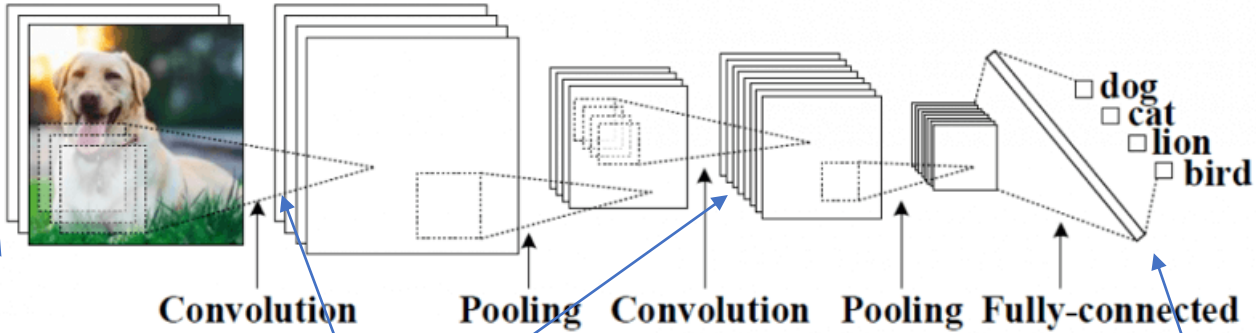 dog
cat
lion
bird
Convolution Pooling Convolution Pooling Fully-connected